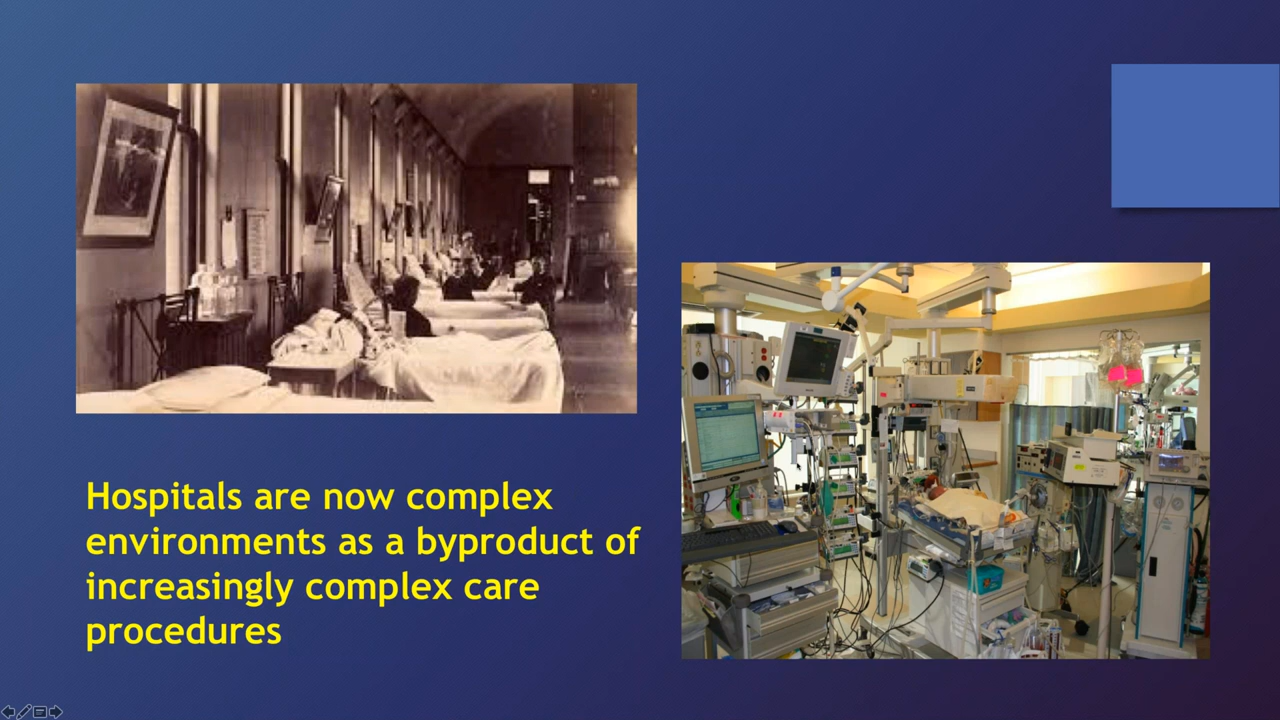 Hospitals are now complex
environments as a byproduct of
increasingly complex care
procedures